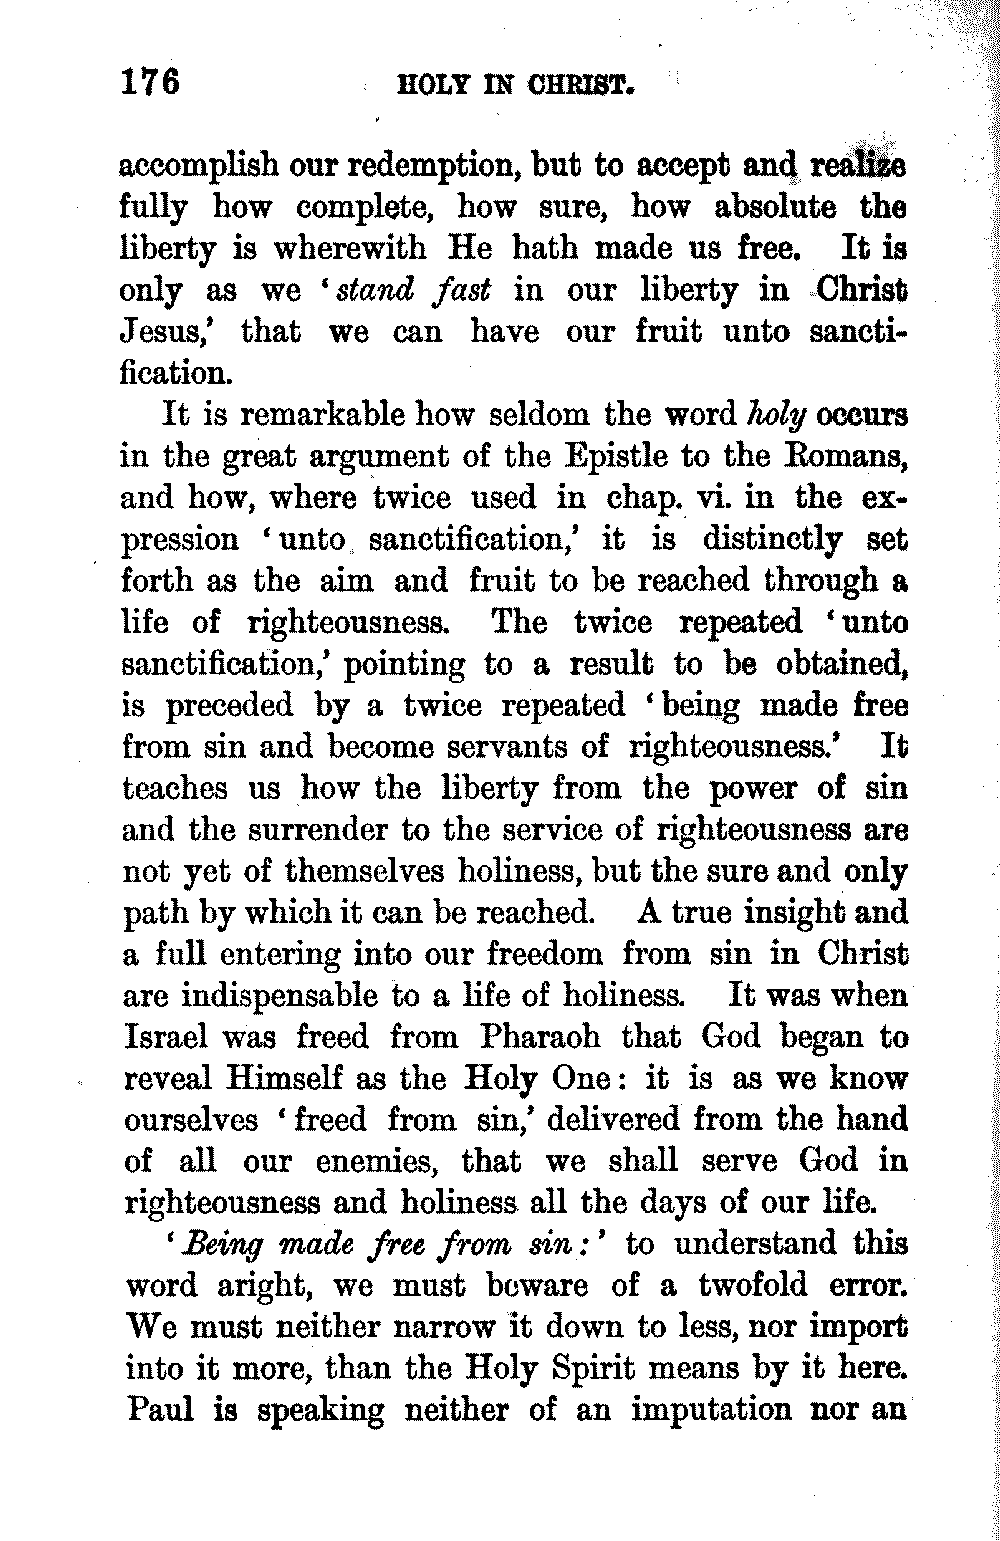 176 HOLY IN CHRIST.
accomplish our redemption, but to accept and realize
fully how complete, how sure, how absolute the
liberty is wherewith He hath made us free. It is
only as we ‘stand fast in our liberty in Christ
Jesus,’ that we can have our fruit unto sancti-
fication.
It is remarkable how seldom the word holy occurs
in the great argument of the Epistle to the Romans,
and how, where twice used in chap. vi. in the ex-
pression ‘unto sanctification,’ it is distinctly set
forth as the aim and fruit to be reached through a
life of righteousness. The twice repeated ‘unto
sanctification,’ pointing to a result to be obtained,
is preceded by a twice repeated ‘being made free
from sin and become servants of righteousness.’ It
teaches us how the liberty from the power of sin
and the surrender to the service of righteousness are
not yet of themselves holiness, but the sure and only
path by which it can be reached. A true insight and
a full entering into our freedom from sin in Christ
are indispensable to a life of holiness. It was when
Israel was freed from Pharaoh that God began to
reveal Himself as the Holy One: it is as we know
ourselves ‘freed from sin,’ delivered from the hand
of all our enemies, that we shall serve God in
righteousness and holiness all the days of our life.
‘Being made free from sin:’ to understand this
word aright, we must beware of a twofold error.
We must neither narrow it down to less, nor import
into it more, than the Holy Spirit means by it here.
Paul is speaking neither of an imputation nor an